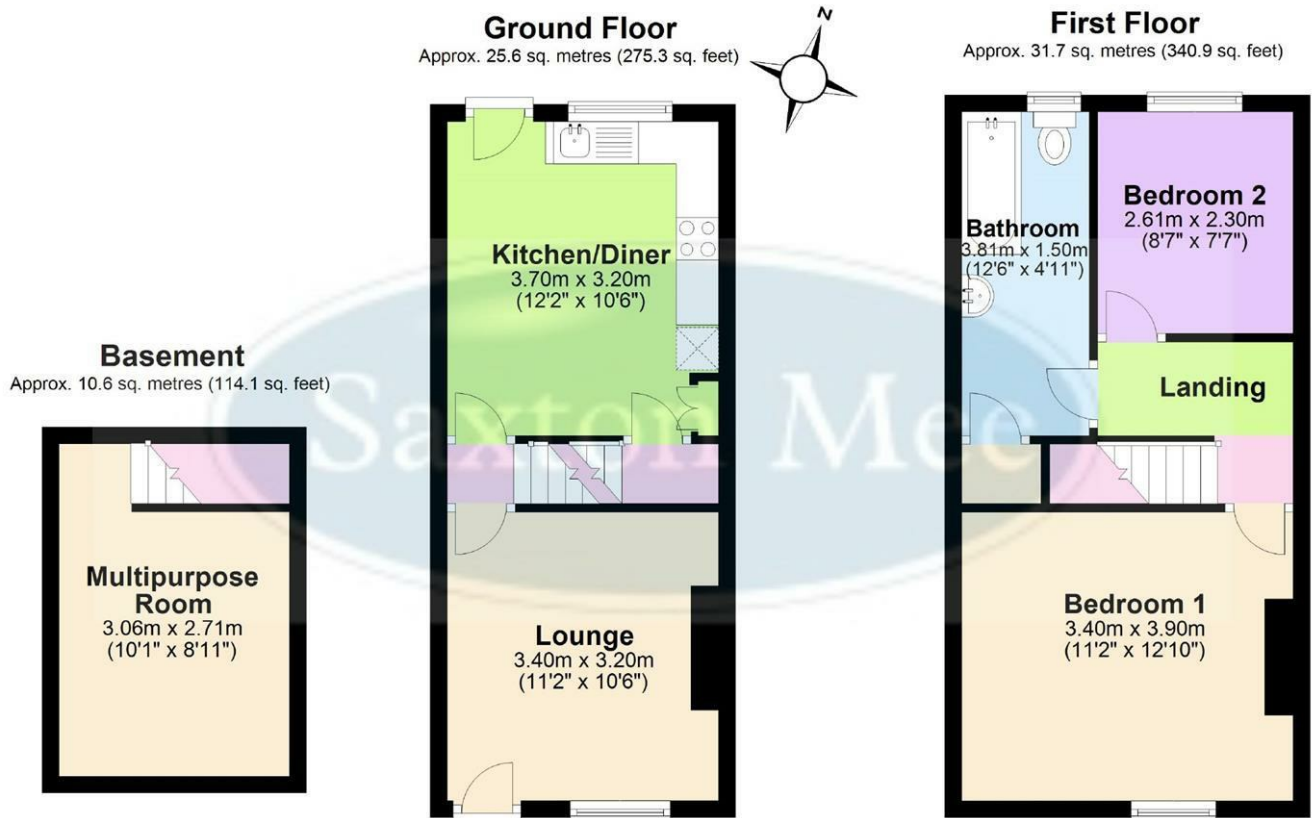 Ground Floor
Approx. 25.6 sq. metres (275.3 sq. feet)
N
First Floor
Approx. 31.7 sq. metres (340.9 sq. feet)
Kitchen/Diner
3.70m x 3.20m
(12'2" x 10'6")
Bathroom
3.81m x 1.50m
(12'6" x 4'11")
Bedroom 2
2.61m x 2.30m
(8'7" x 7'7")
Landing
Basement
Approx. 10.6 sq. metres (114.1 sq. feet)
Saxton Mee
Multipurpose
Room
3.06m x 2.71m
(10'1" x 8'11")
Lounge
3.40m x 3.20m
(11'2" x 10'6")
Bedroom 1
3.40m x 3.90m
(11'2" x 12'10")